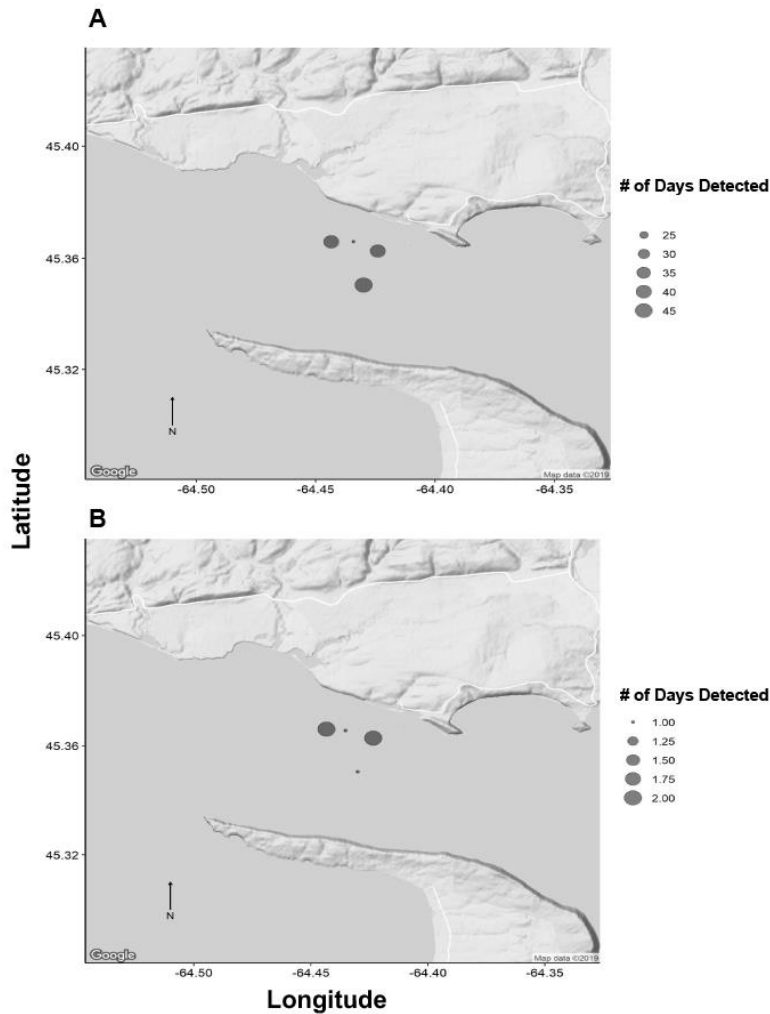 A
45.40
45.36
45.32
N
Google
Map data ©2019
-64.50
-64.45
-64.40
-64.35
# of Days Detected
25
30
35
40
45
Latitude
B
45.40
45.36
45.32
N
Google
Map data ©2019
-64.50
-64.45
-64.40
-64.35
# of Days Detected
1.00
1.25
1.50
1.75
2.00
Longitude